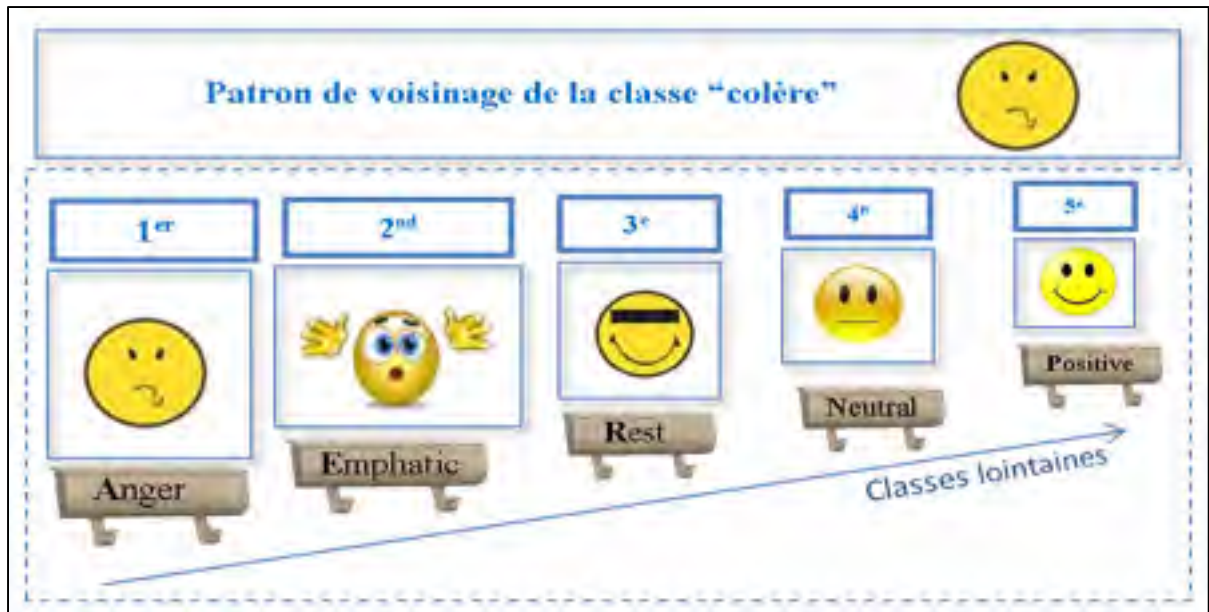 Patron de voisinage de la classe “colère”
1er
2nd
3e
4e
5e
Anger
Emphatic
Rest
Neutral
Positive
Classes lointaines